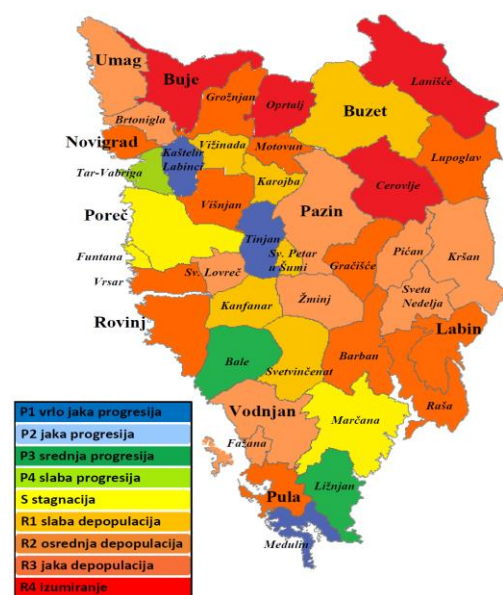 Umag
Buje
Grožnjan
Oprtalj
Lanišće
Buzet
Brtonigla
Novigrad
Kaštelir
Labinci
Vižinada
Motovun
Lupoglav
Tar-Vabriga
Karojba
Cerovlje
Višnjan
Pazin
Poreč
Tinjan
Sv. Petar
u Šumi
Gračišće
Pićan
Kršan
Funtana
Sv. Lovreč
Sveta
Nedelja
Vrsar
Žminj
Rovinj
Kanfanar
Labin
Bale
Svetvinčenat
Barban
Raša
Vodnjan
Marčana
Fažana
Pula
Ližnjan
Medulin
P1 vrlo jaka progresija
P2 jaka progresija
P3 srednja progresija
P4 slaba progresija
S stagnacija
R1 slaba depopulacija
R2 osrednja depopulacija
R3 jaka depopulacija
R4 Izumiranje